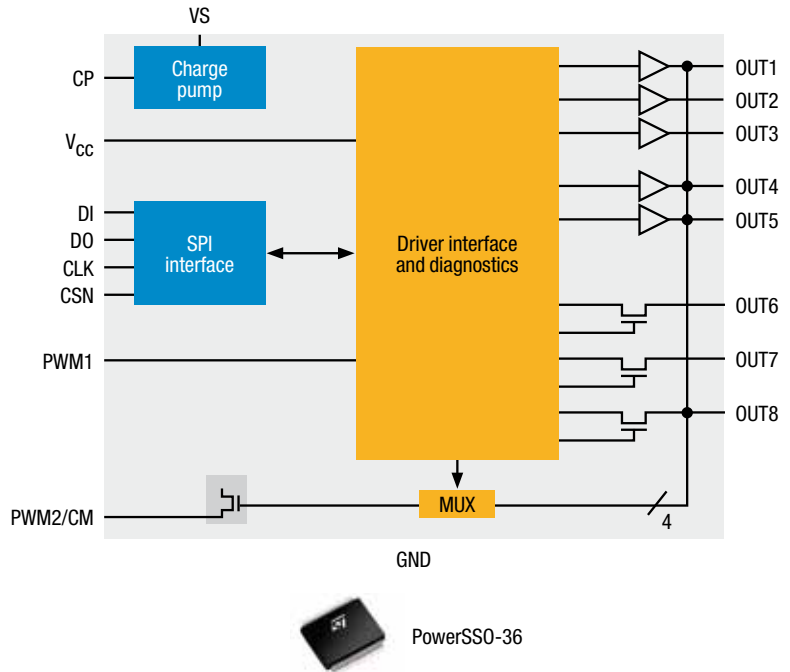 VS
CP
Charge
pump
VCC
DI
DO
CLK
CSN
SPI
interface
PWM1
Driver interface
and diagnostics
OUT1
OUT2
OUT3
OUT4
OUT5
OUT6
OUT7
OUT8
PWM2/CM
MUX
4
GND
ST
PowerSSO-36